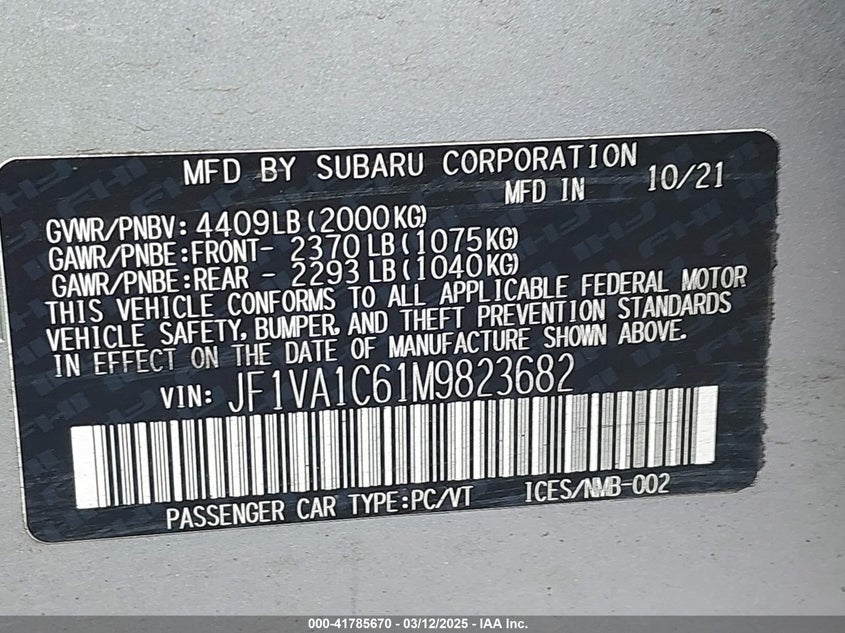 MFD BY SUBARU CORPORATION
MFD IN 10/21
GVWR/PNBV: 4409LB(2000KG)
GAWR/PNBE:FRONT- 2370LB(1075KG)
GAWR/PNBE:REAR - 2293LB(1040KG)
THIS VEHICLE CONFORMS TO ALL APPLICABLE FEDERAL MOTOR
VEHICLE SAFETY, BUMPER, AND THEFT PREVENTION STANDARDS
IN EFFECT ON THE DATE OF MANUFACTURE SHOWN ABOVE.
VIN: JF1VA1C61M9823682
PASSENGER CAR TYPE:PC/VT ICES/NMB-002
000-41785670 - 03/12/2025 - IAA Inc.